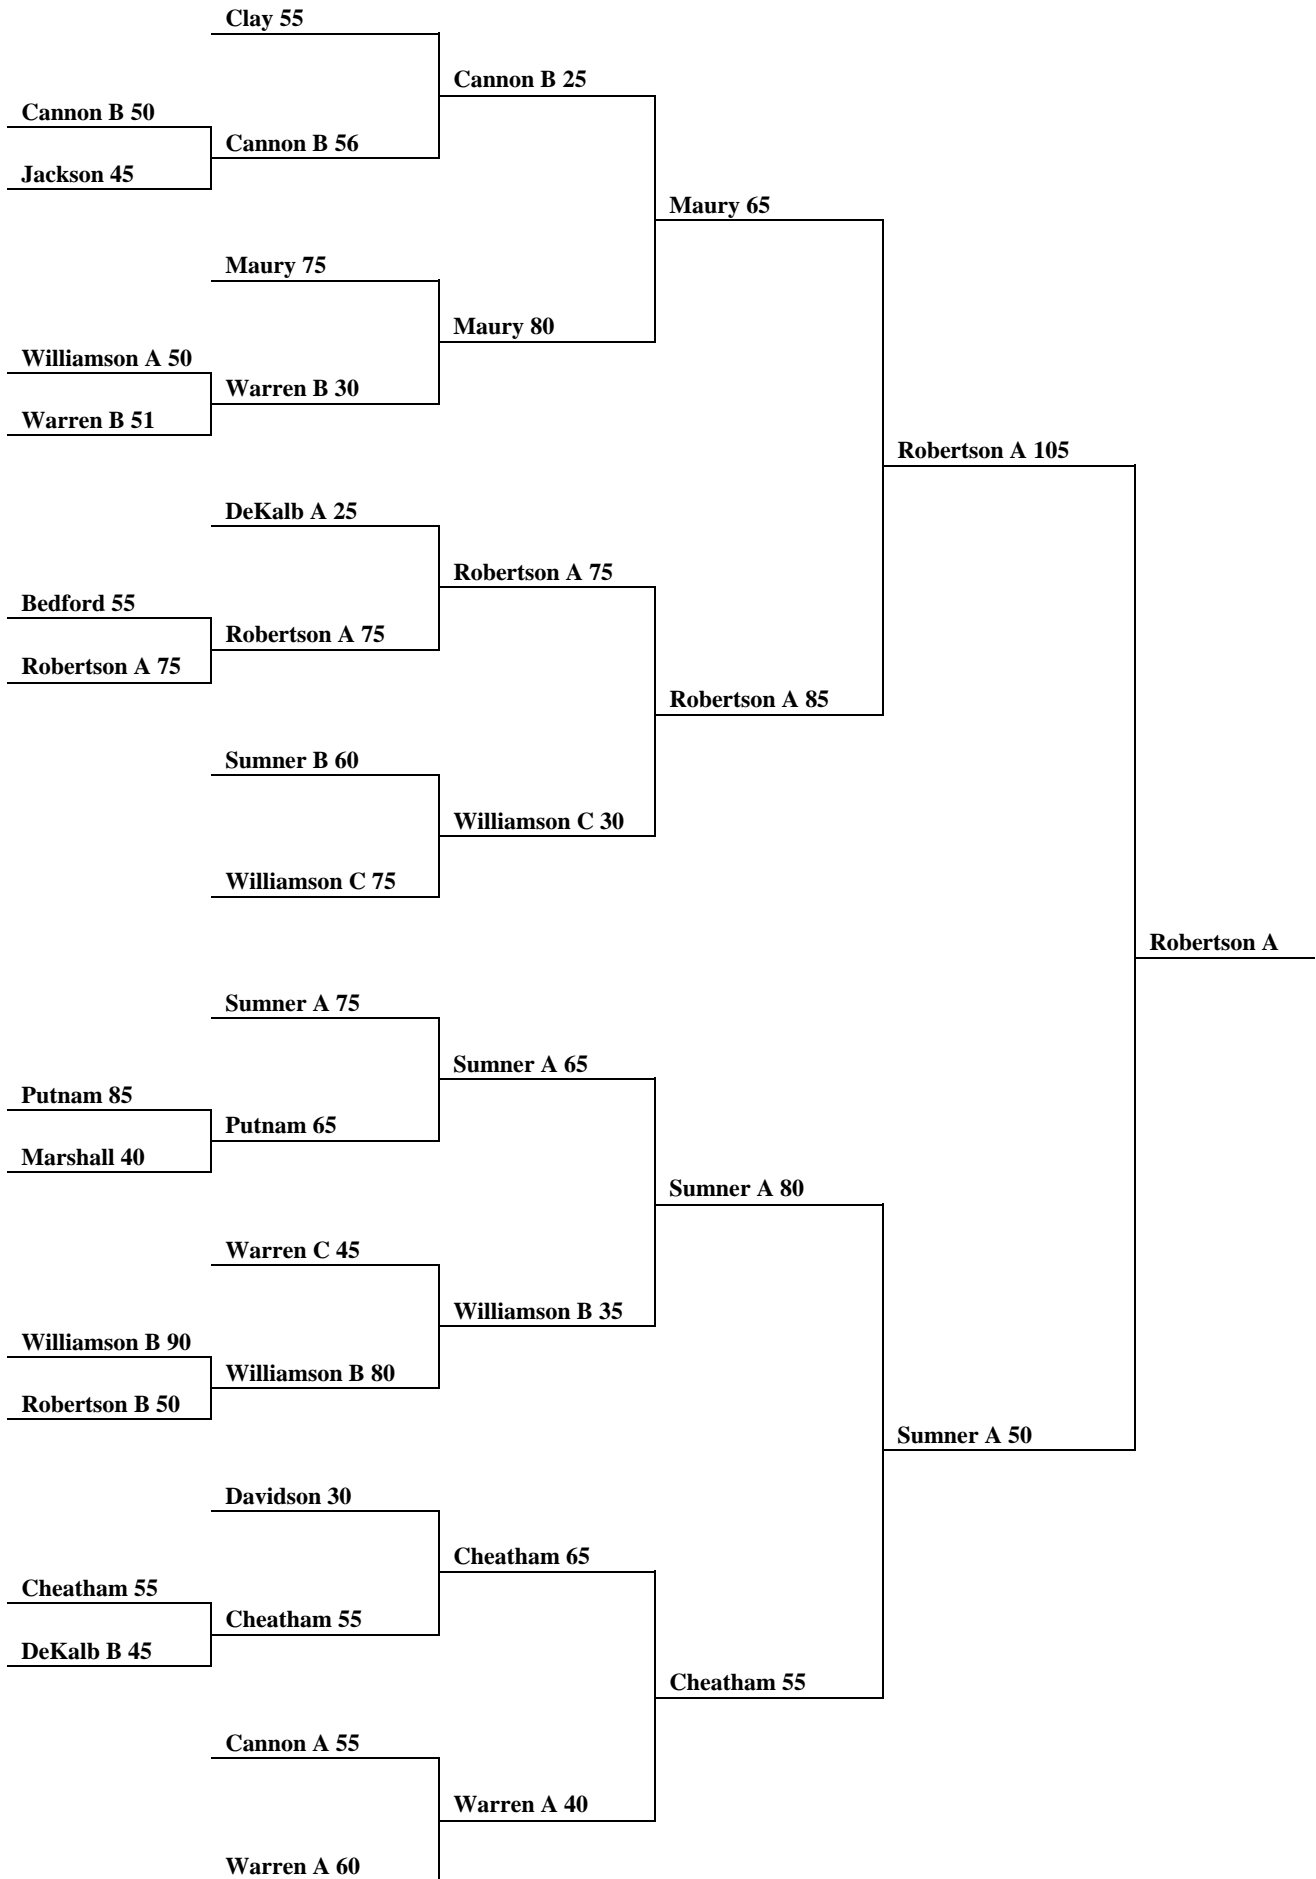 Clay 55
Cannon B 25
Cannon B 50
Cannon B 56
Jackson 45
Maury 65
Maury 75
Maury 80
Williamson A 50
Warren B 30
Warren B 51
Robertson A 105
DeKalb A 25
Robertson A 75
Bedford 55
Robertson A 75
Robertson A 75
Robertson A 85
Sumner B 60
Williamson C 30
Williamson C 75
Robertson A
Sumner A 75
Sumner A 65
Putnam 85
Putnam 65
Marshall 40
Sumner A 80
Warren C 45
Williamson B 35
Williamson B 90
Williamson B 80
Robertson B 50
Sumner A 50
Davidson 30
Cheatham 65
Cheatham 55
Cheatham 55
DeKalb B 45
Cheatham 55
Cannon A 55
Warren A 40
Warren A 60